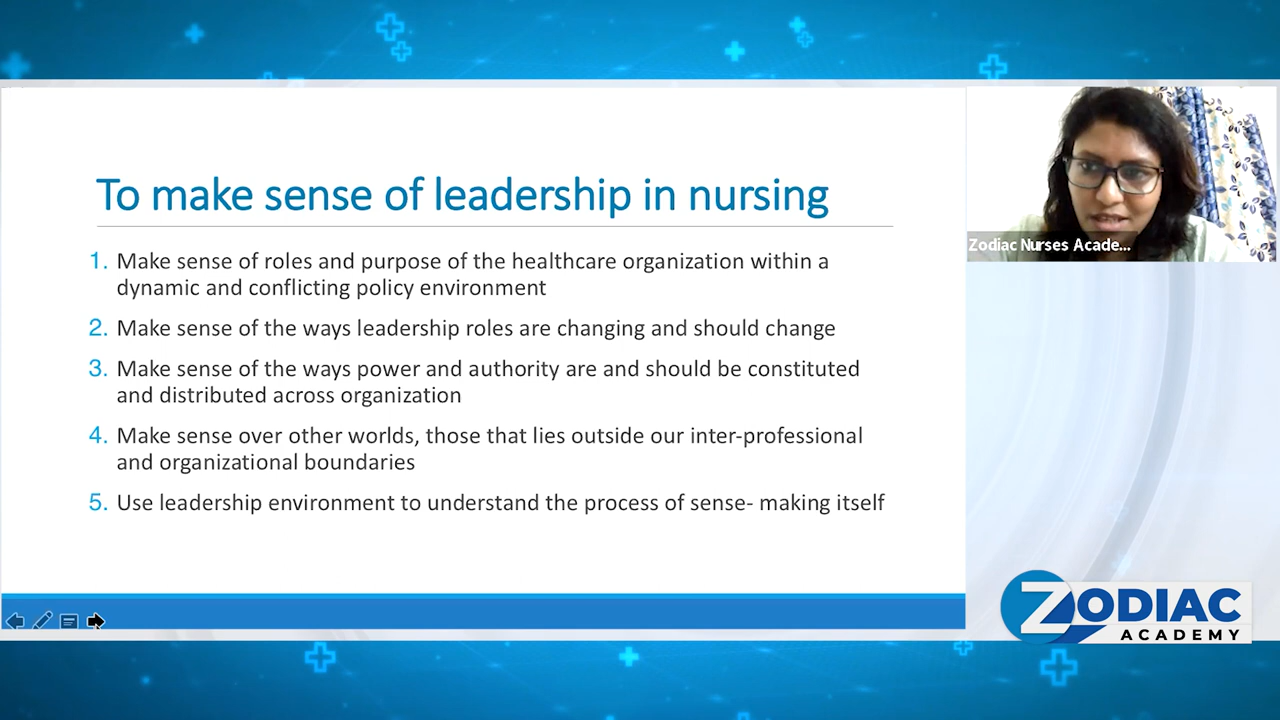 To make sense of leadership in nursing
1. Make sense of roles and purpose of the healthcare organization within a
dynamic and conflicting policy environment
2. Make sense of the ways leadership roles are changing and should change
3. Make sense of the ways power and authority are and should be constituted
and distributed across organization
4. Make sense over other worlds, those that lies outside our inter-professional
and organizational boundaries
5. Use leadership environment to understand the process of sense- making itself
Zodiac Nurses Acade...
ZODIAC
ACADEMY